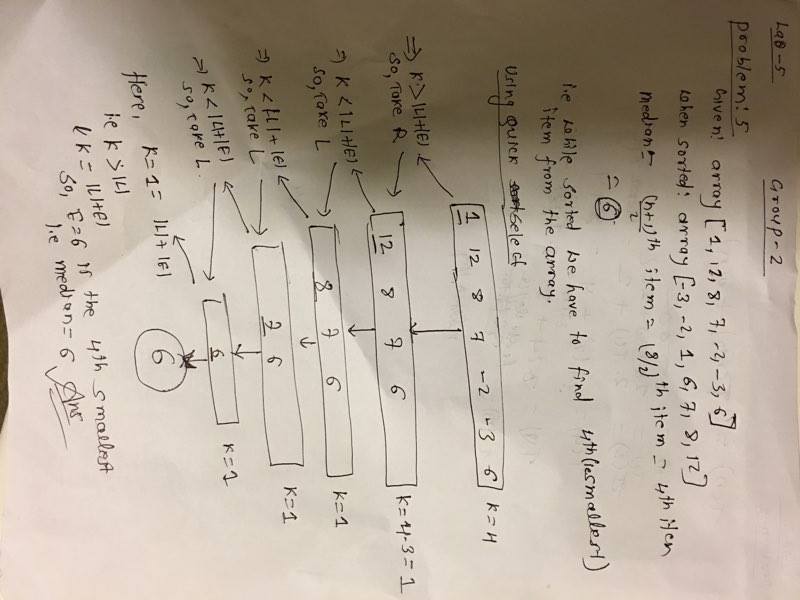 Lab-5
Group-2
Problem: 5
Given: array [1, 12, 8, 7, -2, -3, 6]
When sorted: array [-3, -2, 1, 6, 7, 8, 12]
median = (n+1)/2 th item = (8/2)th item = 4th item
= 6
i.e while sorted we have to find 4th (smallest)
item from the array.
Using Quick Select
1 12 8 7 -2 -3 6 K=4
⇒ K > |L|+|E|
so, Take R
12 8 7 6 K=4-3=1
⇒ K < |L|+|E|
so, Take L
8 7 6 K=1
⇒ K < |L|+|E|
so, Take L
7 6 K=1
⇒ K < |L|+|E|
so, Take L.
6 K=1
6
Here, K=1= |L|+|E|
i.e K > |L|
& K = |L|+|E|
So, E=6 is the 4th smallest
i.e median = 6 Ans